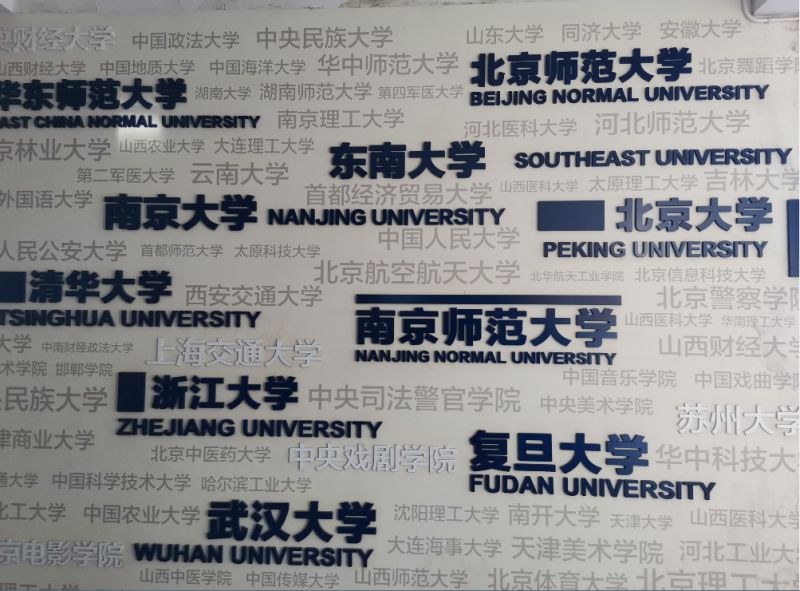 央财经大学 中国政法大学 中央民族大学 山东大学 同济大学 安徽大学
山西财经大学 中国地质大学 中国海洋大学 华中师范大学 北京师范大学 北京舞蹈学院
BEIJING NORMAL UNIVERSITY
华东师范大学 湖南大学 湖南师范大学 第四军医大学
EAST CHINA NORMAL UNIVERSITY 南京理工大学 河北医科大学 河北师范大学
京林业大学 山西农业大学 大连理工大学 东南大学 SOUTHEAST UNIVERSITY
第二军医大学 云南大学 首都经济贸易大学 山西医科大学 太原理工大学 吉林大学
外国语大学 南京大学 NANJING UNIVERSITY 北京大学
人民公安大学 首都师范大学 太原科技大学 中国人民大学 PEKING UNIVERSITY
清华大学 西安交通大学 北京航空航天大学 北华航天工业学院 北京信息科技大学
北京警察学院
TSINGHUA UNIVERSITY 南京师范大学 山西医科大学 华南理工大学
大学 中南财经政法大学 上海交通大学 NANJING NORMAL UNIVERSITY 山西财经大学
术学院 邯郸学院 中国音乐学院 中国戏曲学
民族大学 浙江大学 中央司法警官学院 中央美术学院 苏州大学
ZHEJIANG UNIVERSITY
津商业大学 北京中医药大学 中央戏剧学院 复旦大学 华中科技大
通大学 中国科学技术大学 哈尔滨工业大学 FUDAN UNIVERSITY
化工大学 中国农业大学 武汉大学 沈阳理工大学 南开大学 天津大学 山西医科大
京电影学院 WUHAN UNIVERSITY 大连海事大学 天津美术学院 河北工业大
理工大学 山西中医学院 中国传媒大学 山西师范大学 北京体育大学 北京理工大